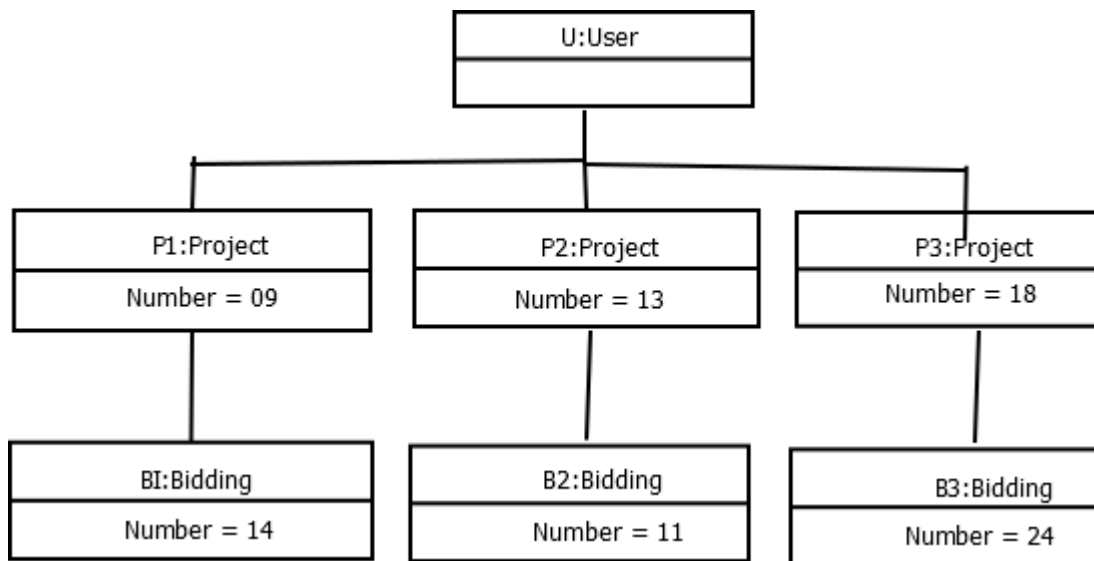 U:User
P1:Project
Number = 09
P2:Project
Number = 13
P3:Project
Number = 18
BI:Bidding
Number = 14
B2:Bidding
Number = 11
B3:Bidding
Number = 24